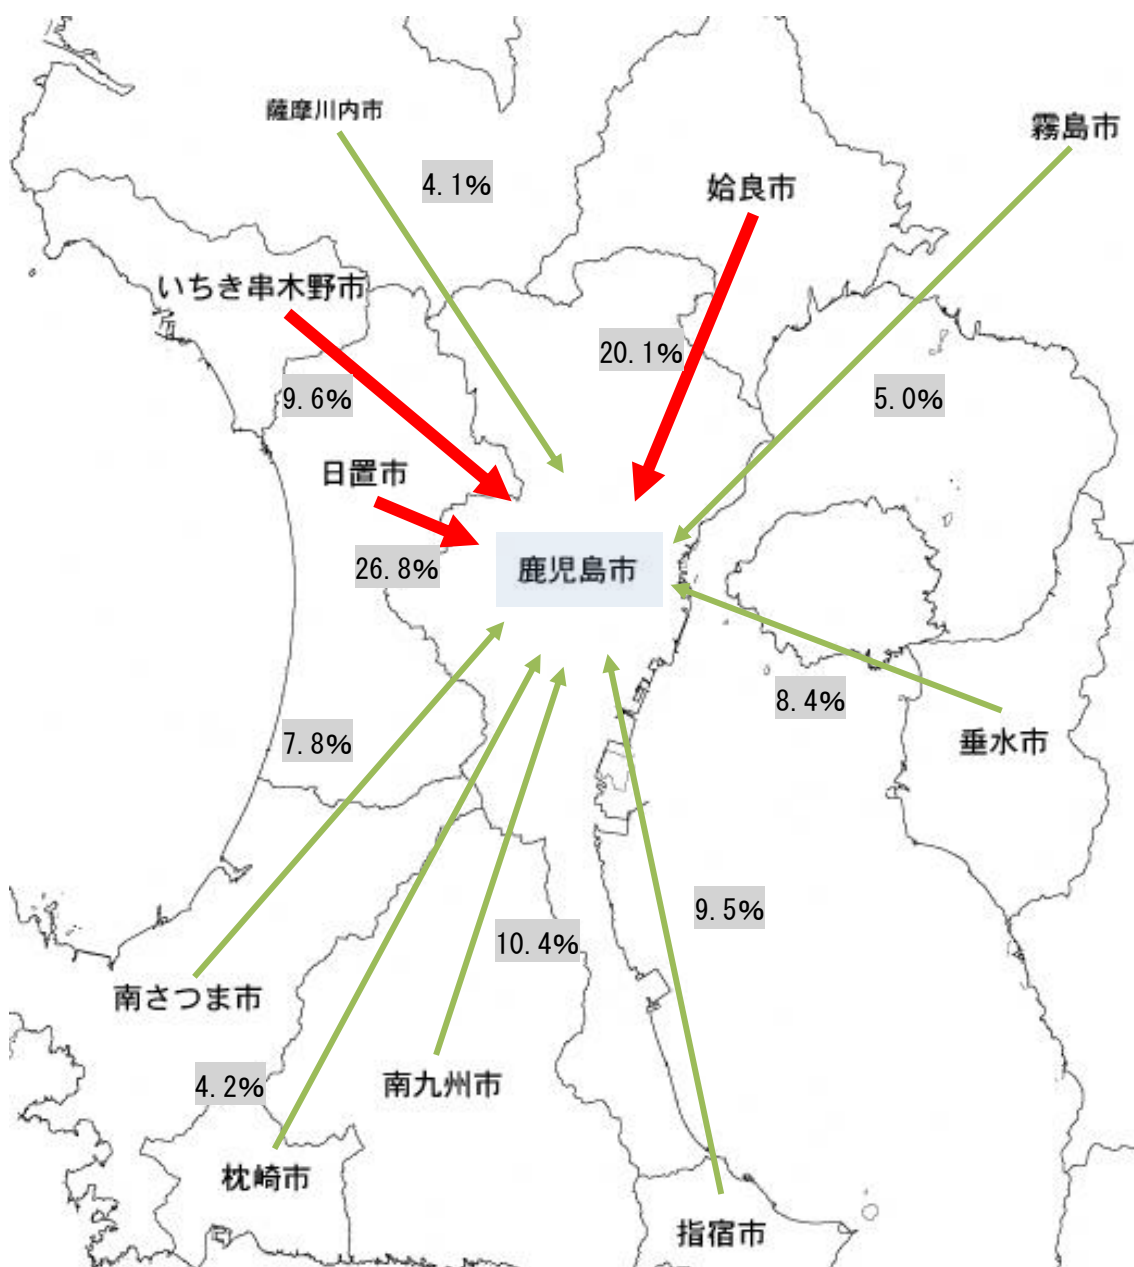 薩摩川内市
霧島市
4.1%
姶良市
いちき串木野市
20.1%
9.6%
5.0%
日置市
26.8%
鹿児島市
8.4%
7.8%
垂水市
9.5%
10.4%
南さつま市
4.2%
南九州市
枕崎市
指宿市